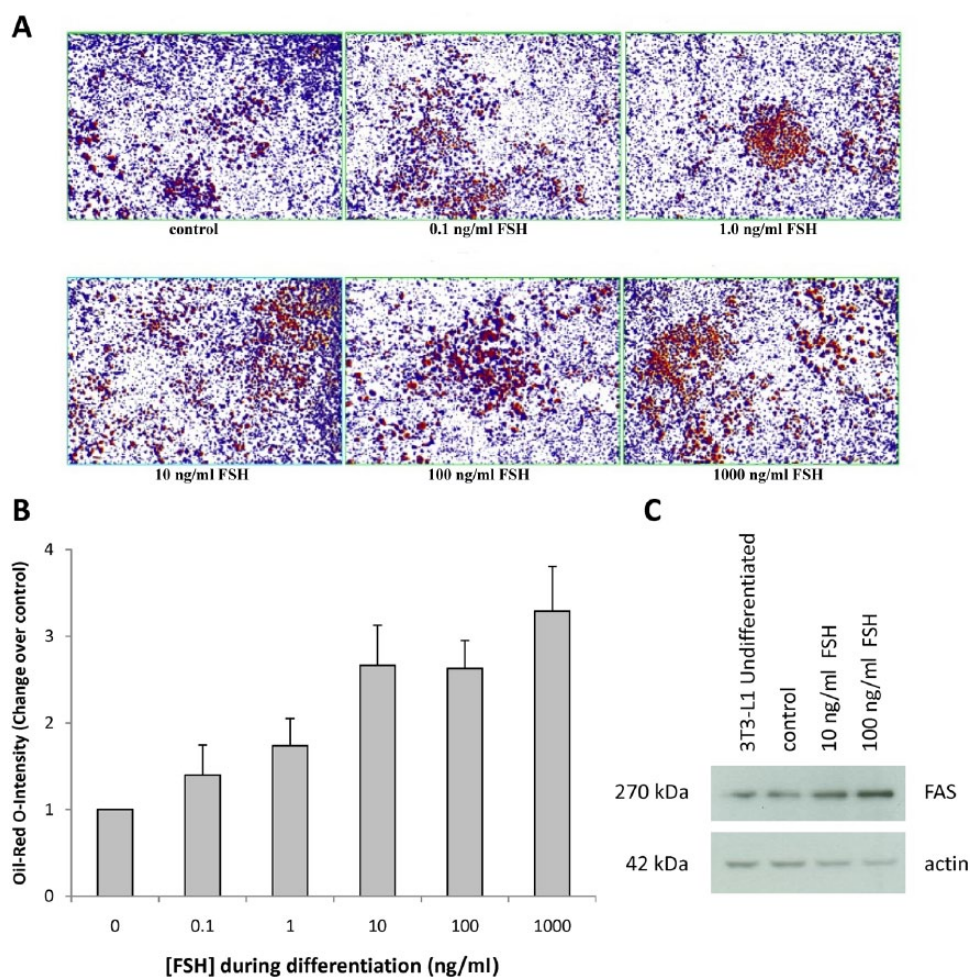 A
control
0.1 ng/ml FSH
1.0 ng/ml FSH
10 ng/ml FSH
100 ng/ml FSH
1000 ng/ml FSH
B
Oil-Red O-Intensity (Change over control)
4
3
2
1
0
0 0.1 1 10 100 1000
[FSH] during differentiation (ng/ml)
C
3T3-L1 Undifferentiated
control
10 ng/ml FSH
100 ng/ml FSH
270 kDa
FAS
42 kDa
actin